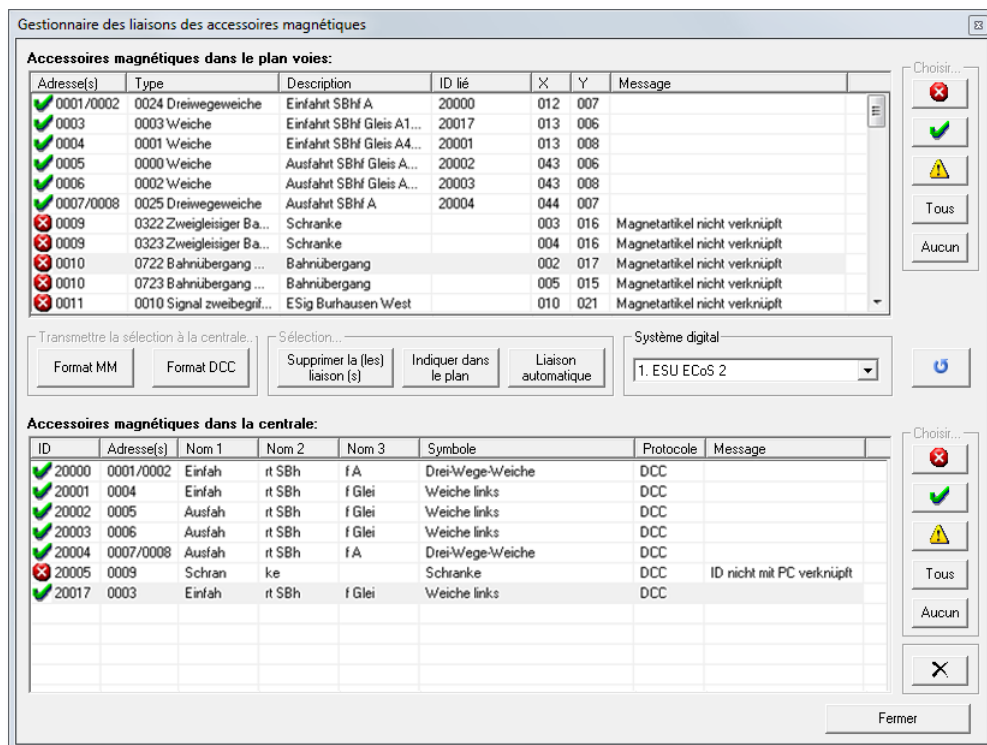 Gestionnaire des liaisons des accessoires magnétiques
Accessoires magnétiques dans le plan voies:
Adresse(s) Type Description ID lié X Y Message
0001/0002 0024 Dreiwegeweiche Einfahrt SBhf A 20000 012 007
0003 0003 Weiche Einfahrt SBhf Gleis A1... 20017 013 006
0004 0001 Weiche Einfahrt SBhf Gleis A4... 20001 013 008
0005 0000 Weiche Ausfahrt SBhf Gleis A... 20002 043 006
0006 0002 Weiche Ausfahrt SBhf Gleis A... 20003 043 008
0007/0008 0025 Dreiwegeweiche Ausfahrt SBhf A 20004 044 007
0009 0322 Zweigleisiger Ba... Schranke 003 016 Magnetartikel nicht verknüpft
0009 0323 Zweigleisiger Ba... Schranke 004 016 Magnetartikel nicht verknüpft
0010 0722 Bahnübergang ... Bahnübergang 002 017 Magnetartikel nicht verknüpft
0010 0723 Bahnübergang ... Bahnübergang 005 015 Magnetartikel nicht verknüpft
0011 0010 Signal zweibegrif... ESig Burhausen West 010 021 Magnetartikel nicht verknüpft
Choisir...
Tous
Aucun
Transmettre la sélection à la centrale..
Format MM Format DCC
Sélection...
Supprimer la (les) liaison (s)
Indiquer dans le plan
Liaison automatique
Système digital
1. ESU ECoS 2
Accessoires magnétiques dans la centrale:
ID Adresse(s) Nom 1 Nom 2 Nom 3 Symbole Protocole Message
20000 0001/0002 Einfah rt SBh f A Drei-Wege-Weiche DCC
20001 0004 Einfah rt SBh f Glei Weiche links DCC
20002 0005 Ausfah rt SBh f Glei Weiche links DCC
20003 0006 Ausfah rt SBh f Glei Weiche links DCC
20004 0007/0008 Ausfah rt SBh f A Drei-Wege-Weiche DCC
20005 0009 Schran ke Schranke DCC ID nicht mit PC verknüpft
20017 0003 Einfah rt SBh f Glei Weiche links DCC
Choisir...
Tous
Aucun
Fermer